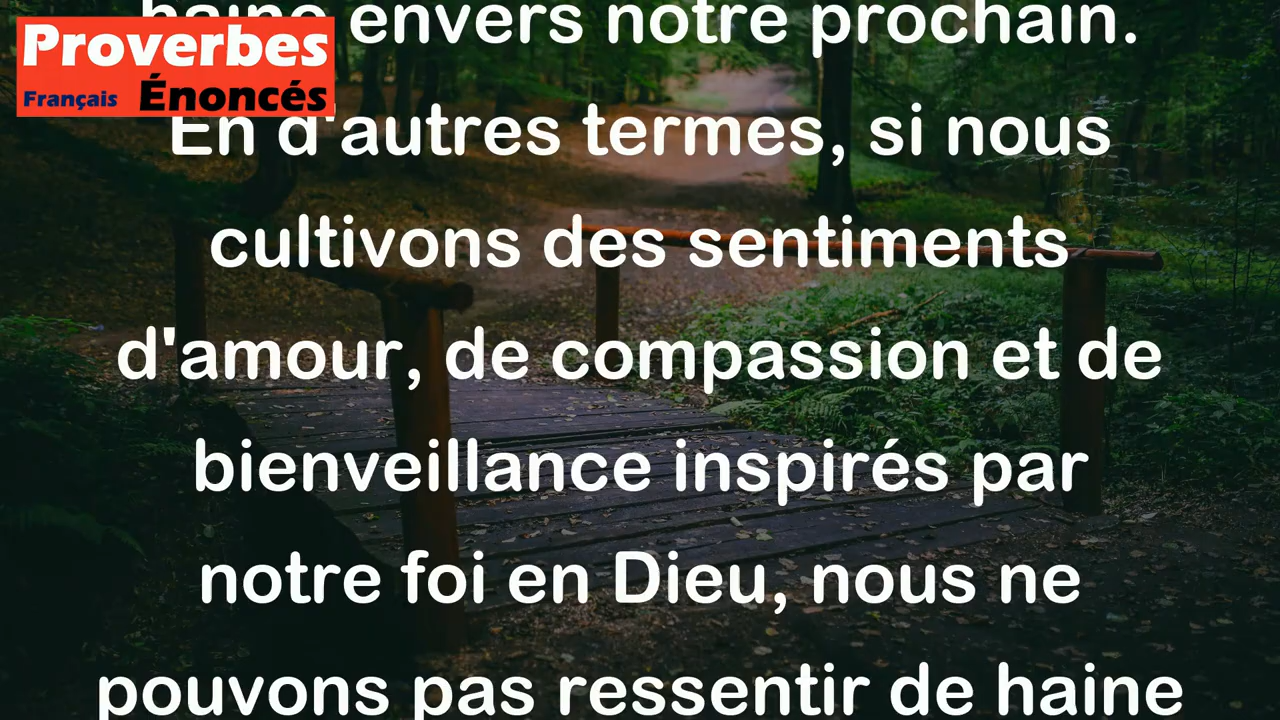 Proverbes
Français Énoncés
haine envers notre prochain.
En d'autres termes, si nous
cultivons des sentiments
d'amour, de compassion et de
bienveillance inspirés par
notre foi en Dieu, nous ne
pouvons pas ressentir de haine